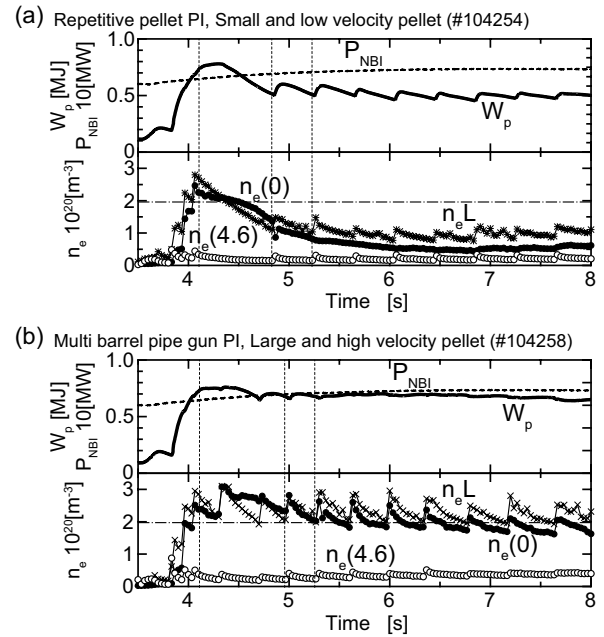 (a) Repetitive pellet PI, Small and low velocity pellet (#104254)
W_p [MJ]
P_NBI 10[MW]
1.0
0.5
0.0
P_NBI
W_p
n_e 10^20[m^-3]
3
2
1
0
n_e(0)
n_eL
n_e(4.6)
4 5 6 7 8
Time [s]
(b) Multi barrel pipe gun PI, Large and high velocity pellet (#104258)
W_p [MJ]
P_NBI 10[MW]
1.0
0.5
0.0
P_NBI
W_p
n_e 10^20[m^-3]
3
2
1
0
n_eL
n_e(4.6)
n_e(0)
4 5 6 7 8
Time [s]